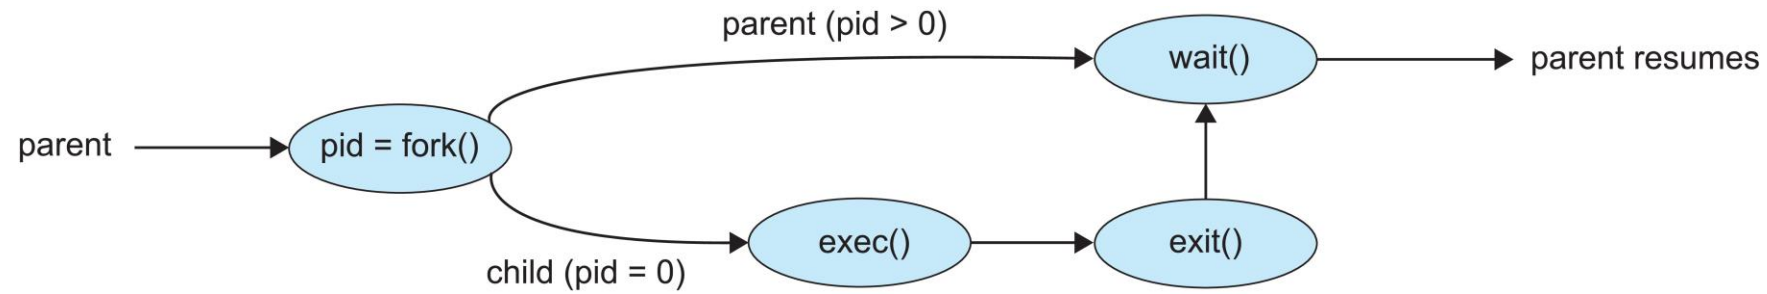 parent (pid > 0)
wait()
parent resumes
parent
pid = fork()
exec()
exit()
child (pid = 0)